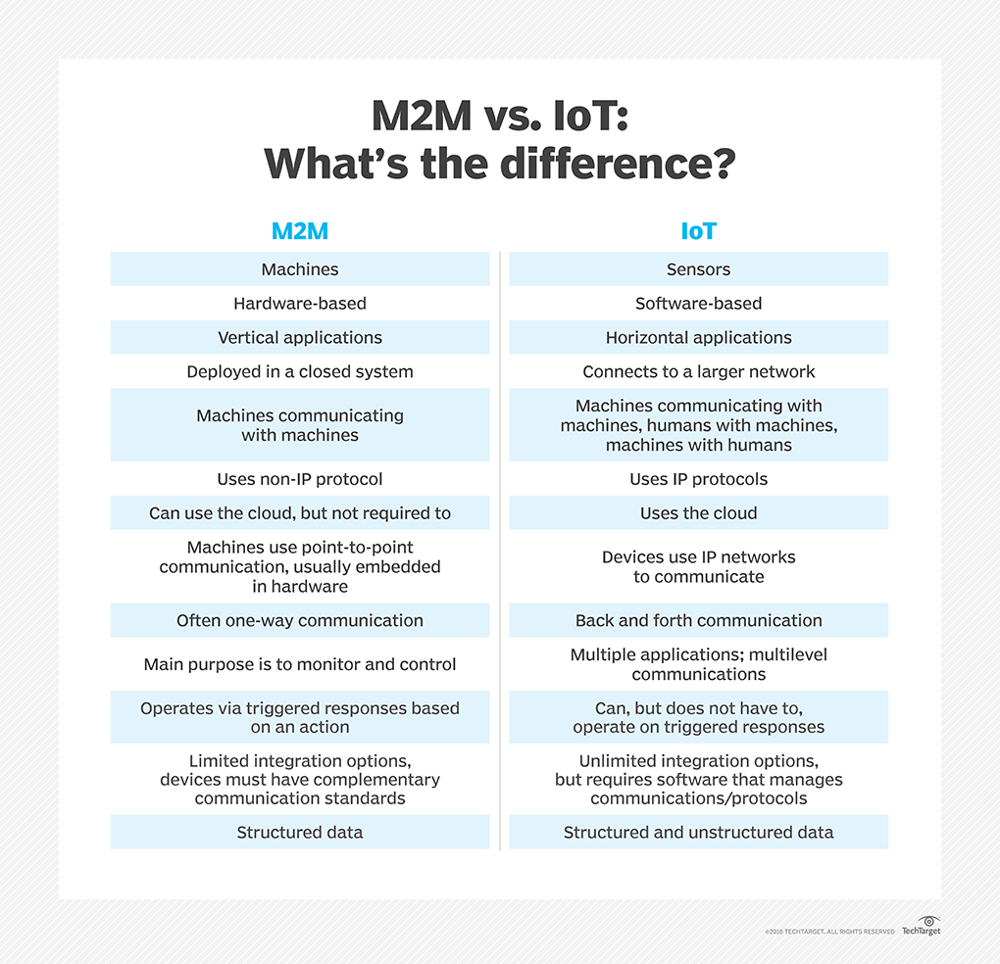 M2M vs. IoT:
What's the difference?
M2M
IoT
Machines
Sensors
Hardware-based
Software-based
Vertical applications
Horizontal applications
Deployed in a closed system
Connects to a larger network
Machines communicating
with machines
Machines communicating with
machines, humans with machines,
machines with humans
Uses non-IP protocol
Uses IP protocols
Can use the cloud, but not required to
Uses the cloud
Machines use point-to-point
communication, usually embedded
in hardware
Devices use IP networks
to communicate
Often one-way communication
Back and forth communication
Main purpose is to monitor and control
Multiple applications; multilevel
communications
Operates via triggered responses based
on an action
Can, but does not have to,
operate on triggered responses
Limited integration options,
devices must have complementary
communication standards
Unlimited integration options,
but requires software that manages
communications/protocols
Structured data
Structured and unstructured data
©2018 TECHTARGET. ALL RIGHTS RESERVED
TechTarget